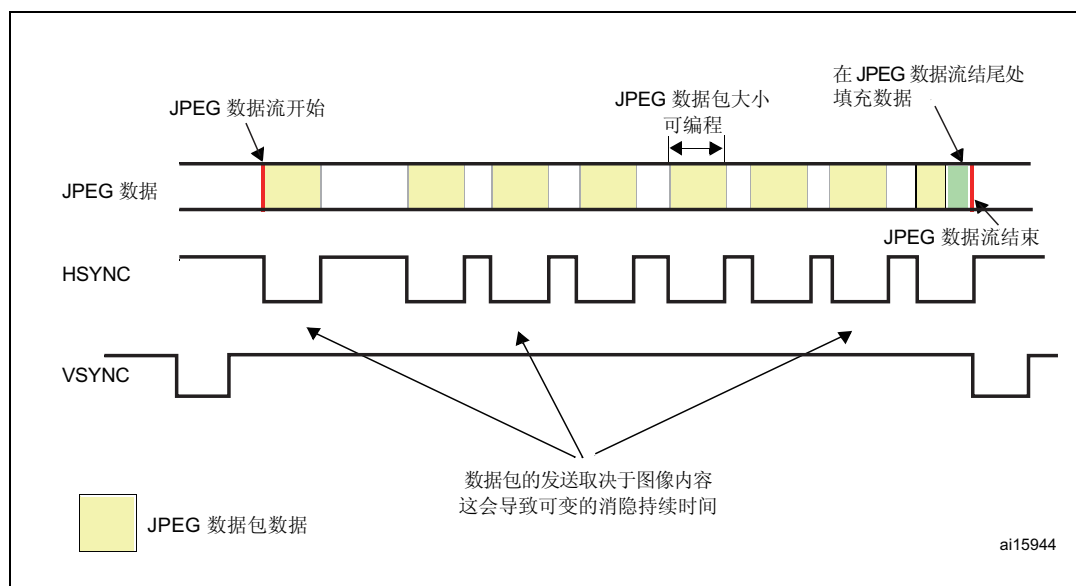 在 JPEG 数据流结尾处
填充数据
JPEG 数据包大小
可编程
JPEG 数据流开始
JPEG 数据
JPEG 数据流结束
HSYNC
VSYNC
数据包的发送取决于图像内容
这会导致可变的消隐持续时间
JPEG 数据包数据
ai15944